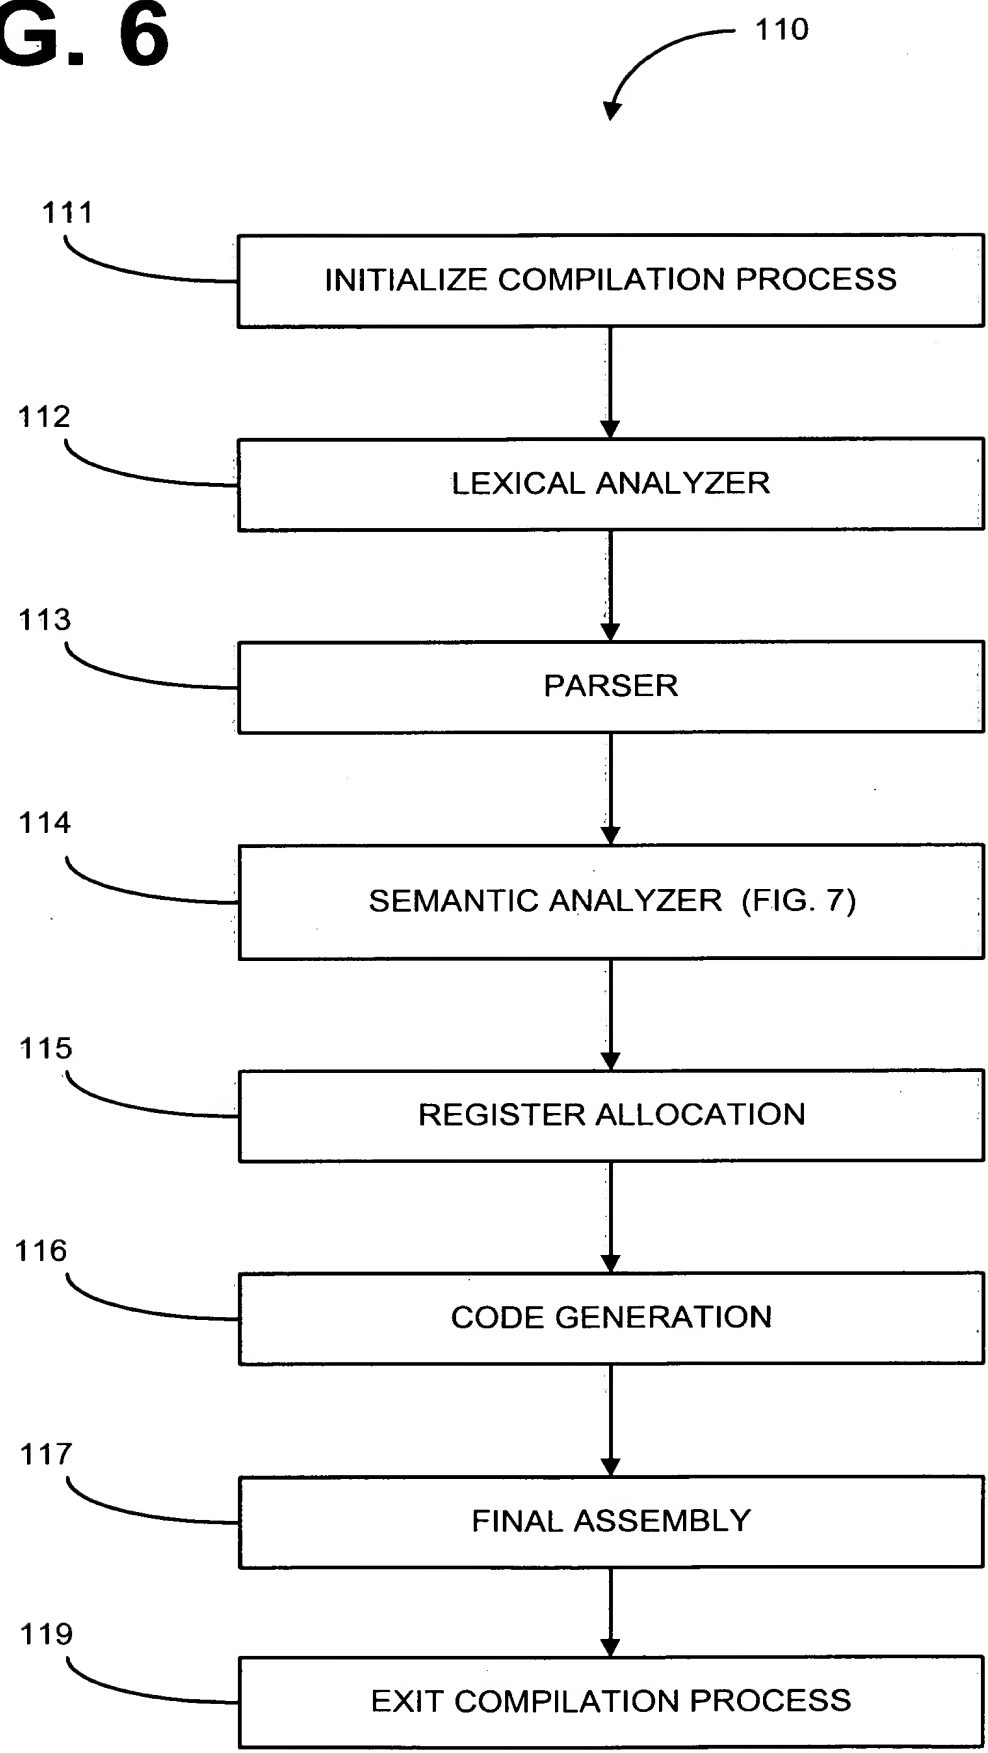 G. 6
110
111
INITIALIZE COMPILATION PROCESS
112
LEXICAL ANALYZER
113
PARSER
114
SEMANTIC ANALYZER (FIG. 7)
115
REGISTER ALLOCATION
116
CODE GENERATION
117
FINAL ASSEMBLY
119
EXIT COMPILATION PROCESS